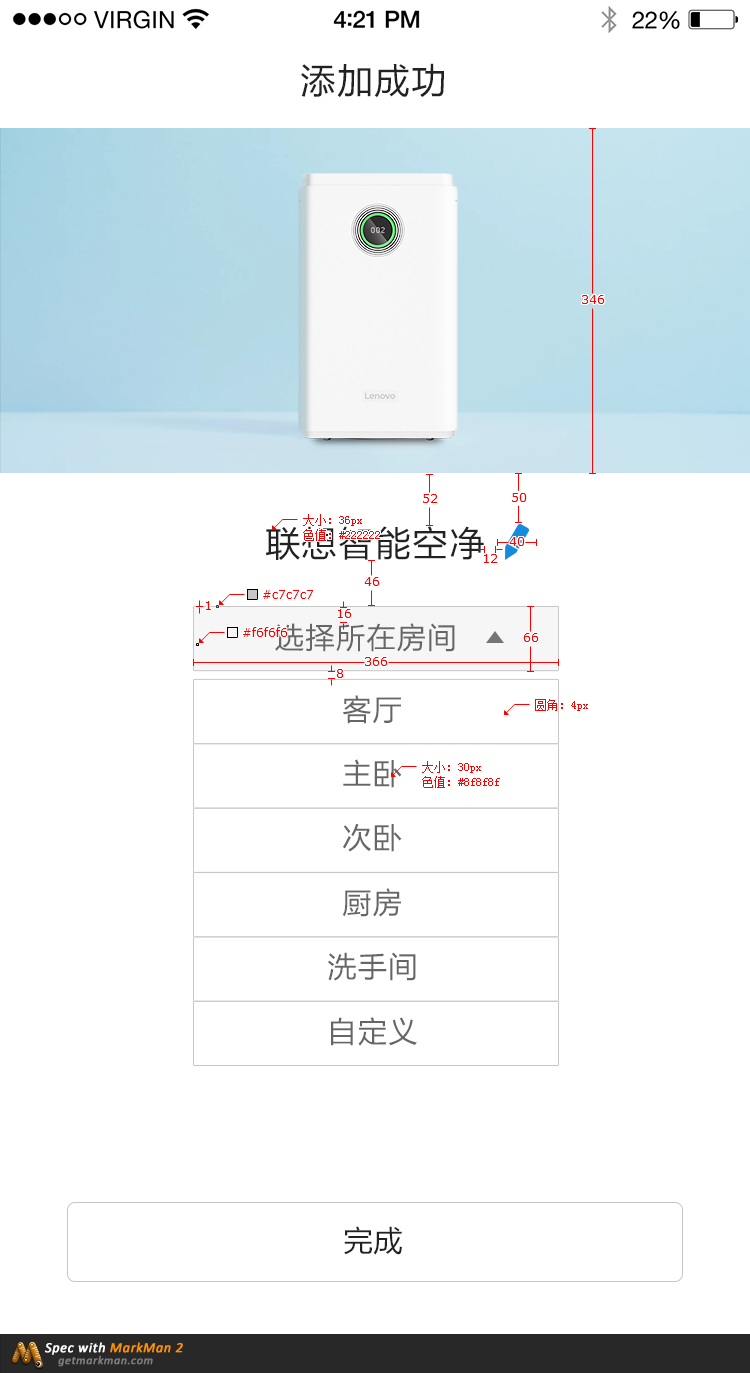 VIRGIN 4:21 PM 22%
添加成功
002
346
Lenovo
52
50
大小: 36px
色值: #222222
联想智能空净
40
12
46
#c7c7c7
1
16
#f6f6f6
选择所在房间
66
366
8
客厅
圆角: 4px
主卧
大小: 30px
色值: #8f8f8f
次卧
厨房
洗手间
自定义
完成
Spec with MarkMan 2
getmarkman.com